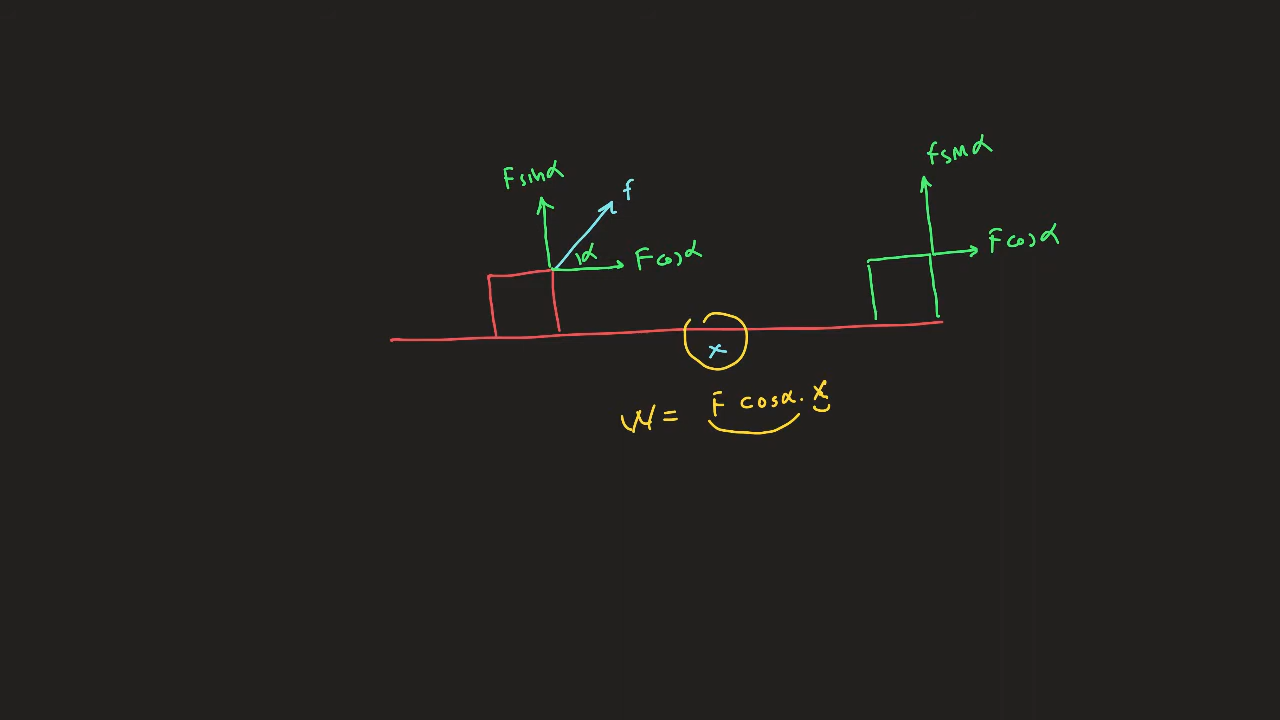 fsinα
Fsinα
f
Fcosα
α
Fcosα
x
W = F cosα. x